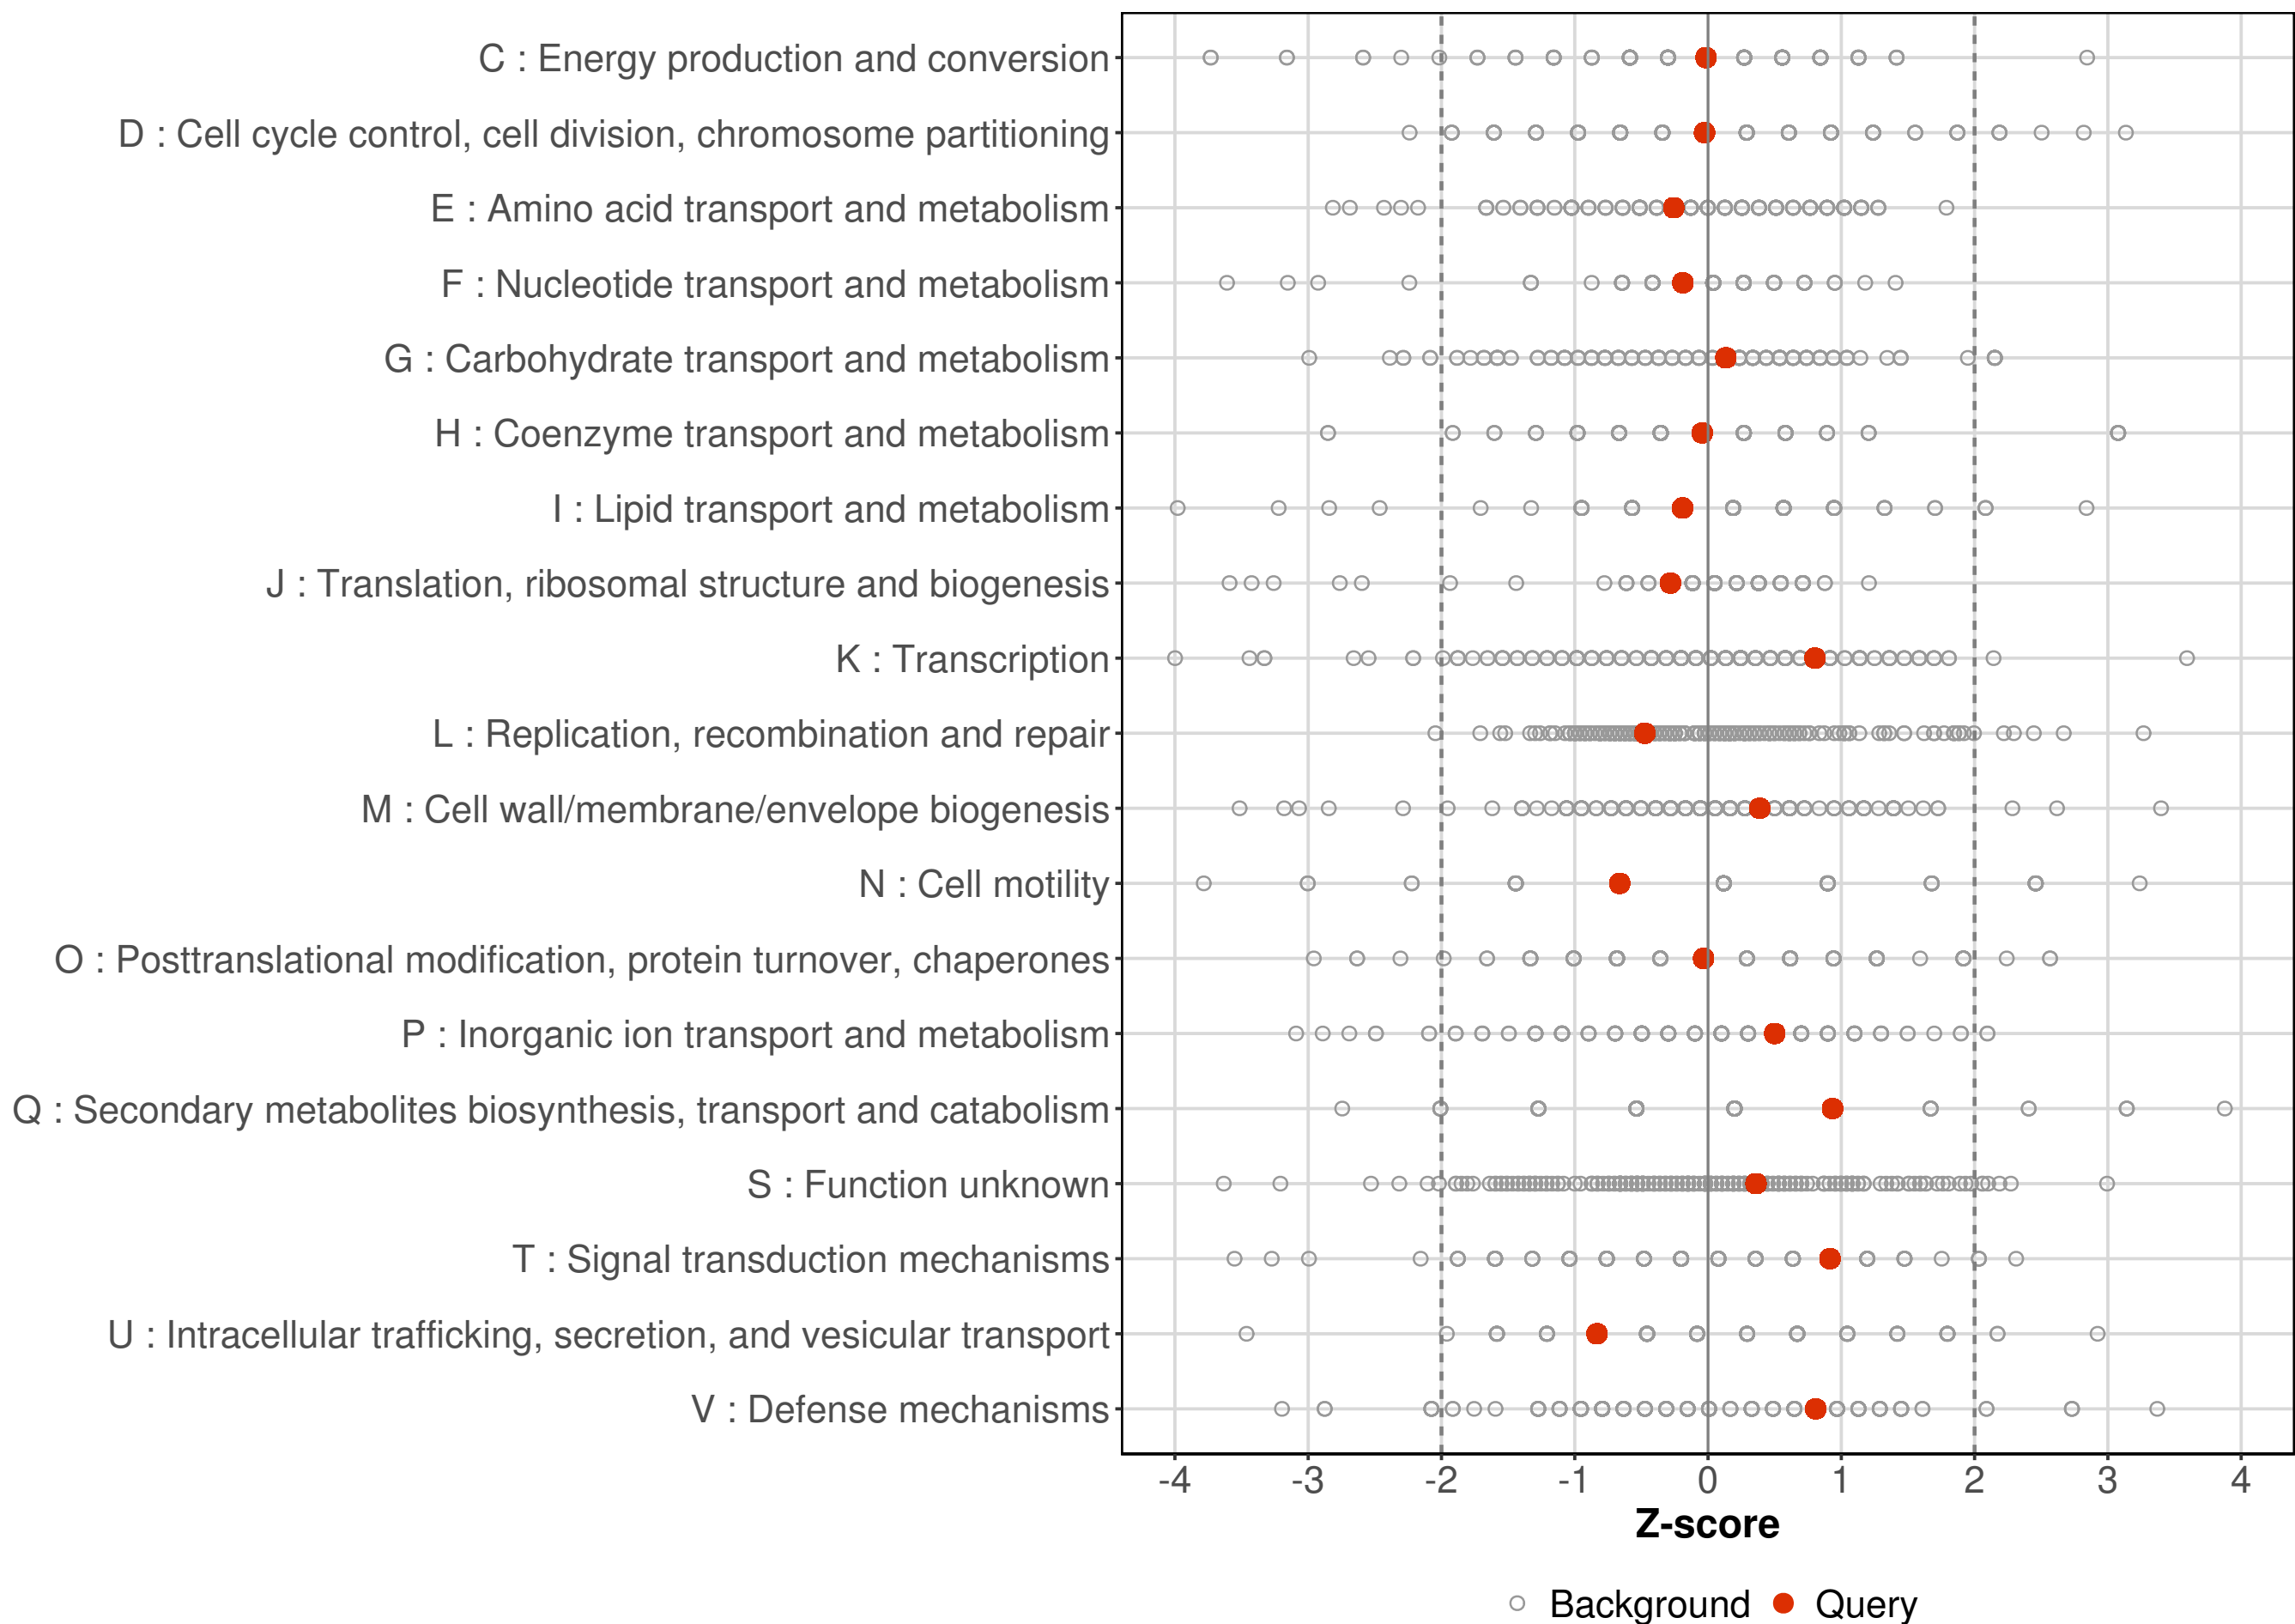 C : Energy production and conversion
D : Cell cycle control, cell division, chromosome partitioning
E : Amino acid transport and metabolism
F : Nucleotide transport and metabolism
G : Carbohydrate transport and metabolism
H : Coenzyme transport and metabolism
I : Lipid transport and metabolism
J : Translation, ribosomal structure and biogenesis
K : Transcription
L : Replication, recombination and repair
M : Cell wall/membrane/envelope biogenesis
N : Cell motility
O : Posttranslational modification, protein turnover, chaperones
P : Inorganic ion transport and metabolism
Q : Secondary metabolites biosynthesis, transport and catabolism
S : Function unknown
T : Signal transduction mechanisms
U : Intracellular trafficking, secretion, and vesicular transport
V : Defense mechanisms
-4 -3 -2 -1 0 1 2 3 4
Z-score
Background Query